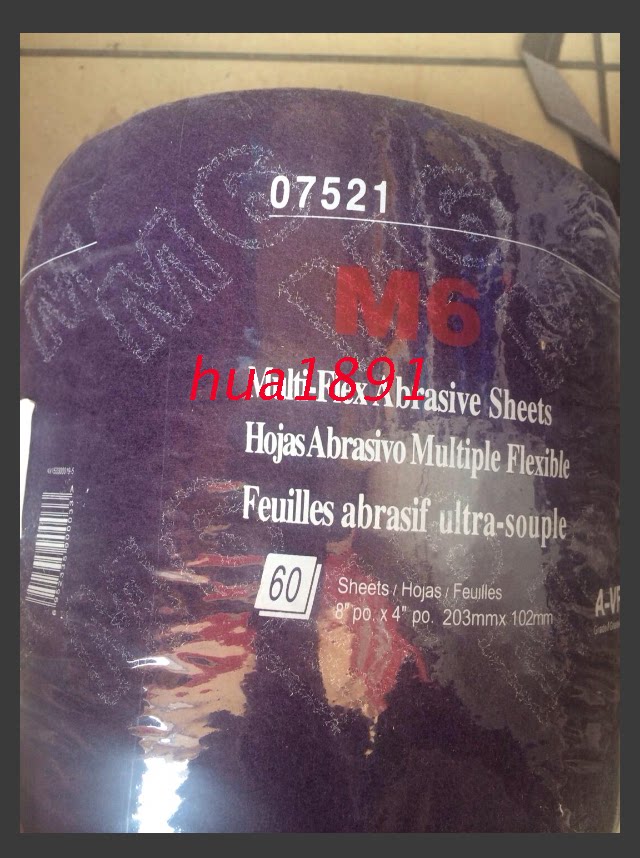 07521
M6
hua1891
Multi-Flex Abrasive Sheets
Hojas Abrasivo Multiple Flexible
Feuilles abrasif ultra-souple
60
Sheets / Hojas / Feuilles
8" po. x 4" po. 203mmx 102mm
A-VF